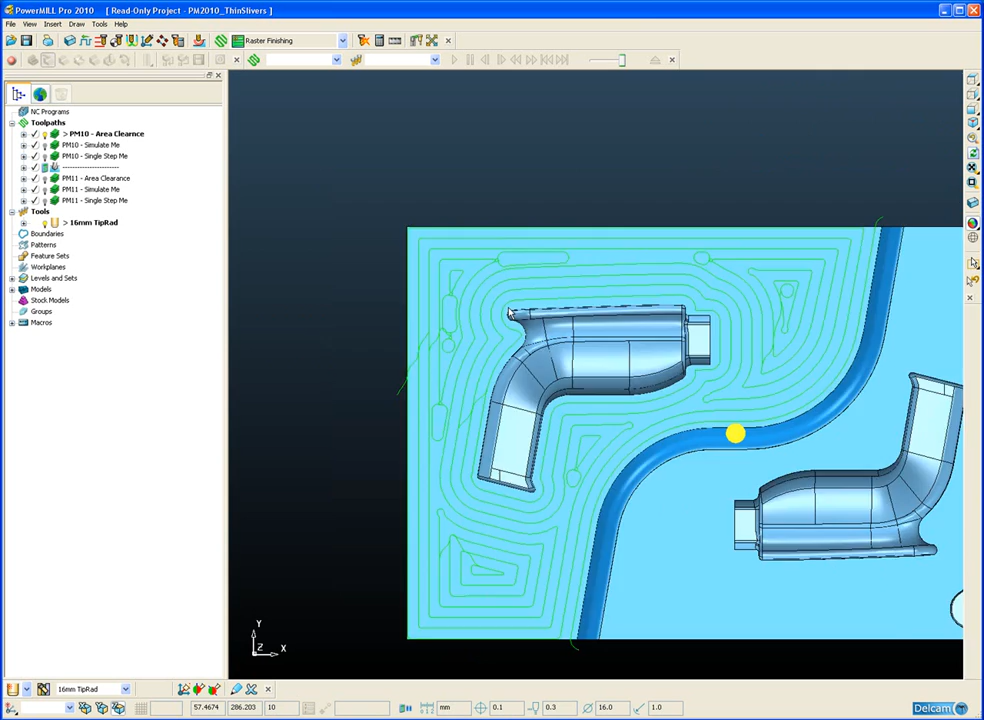 PowerMILL Pro 2010    [ Read-Only Project - PM2010_ThinSlivers ]
File View Insert Draw Tools Help
Raster Finishing
NC Programs
Toolpaths
> PM10 - Area Clearnce
PM10 - Simulate Me
PM10 - Single Step Me
-----------------------
PM11 - Area Clearance
PM11 - Simulate Me
PM11 - Single Step Me
Tools
> 16mm TipRad
Boundaries
Patterns
Feature Sets
Workplanes
Levels and Sets
Models
Stock Models
Groups
Macros
Y
Z X
16mm TipRad
57.4674 286.203 10 mm 0.1 0.3 16.0 1.0 Delcam